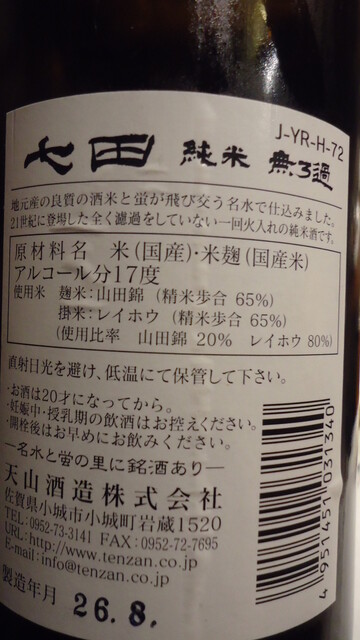 J-YR-H-72
七田 純米 無ろ過
地元産の良質の酒米と蛍が飛び交う名水で仕込みました。
21世紀に登場した全く濾過をしていない一回火入れの純米酒です。
原材料名 米(国産)・米麹(国産米)
アルコール分17度
使用米 麹米:山田錦 (精米歩合 65%)
掛米:レイホウ (精米歩合 65%)
(使用比率 山田錦 20% レイホウ 80%)
直射日光を避け、低温にて保管して下さい。
・お酒は20才になってから。
・妊娠中・授乳期の飲酒はお控えください。
・開栓後はお早めにお飲みください。
―名水と蛍の里に銘酒あり―
天山酒造株式会社
佐賀県小城市小城町岩蔵1520
TEL:0952-73-3141 FAX:0952-72-7695
URL:http://www.tenzan.co.jp
E-mail:info@tenzan.co.jp
製造年月 26.8.
4 951451 031340